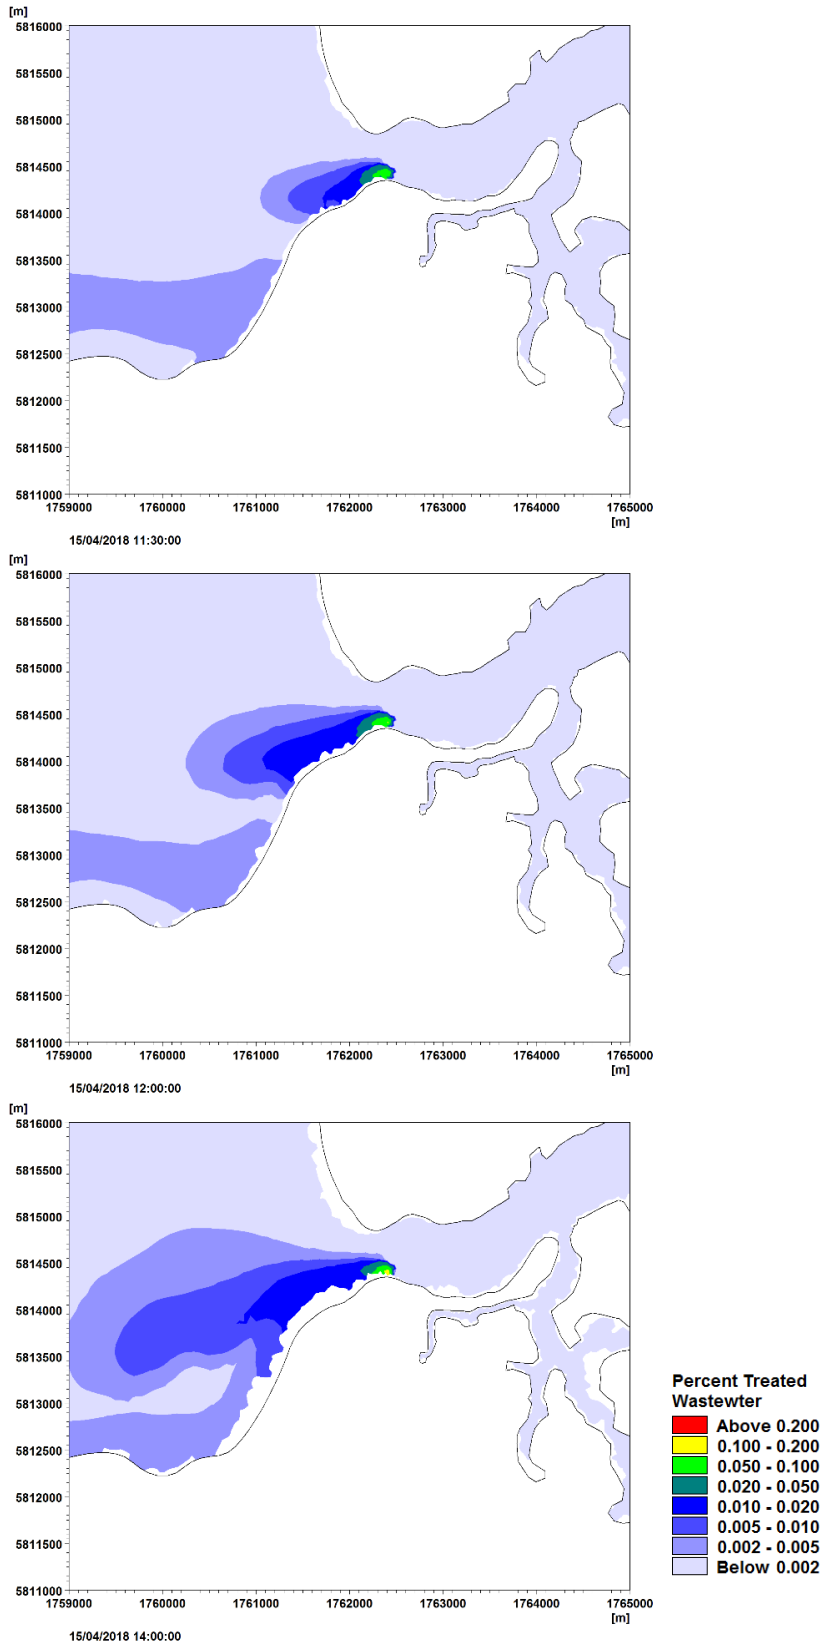 [m]
5816000
5815500
5815000
5814500
5814000
5813500
5813000
5812500
5812000
5811500
5811000
1759000 1760000 1761000 1762000 1763000 1764000 1765000
[m]
15/04/2018 11:30:00
[m]
5816000
5815500
5815000
5814500
5814000
5813500
5813000
5812500
5812000
5811500
5811000
1759000 1760000 1761000 1762000 1763000 1764000 1765000
[m]
15/04/2018 12:00:00
[m]
5816000
5815500
5815000
5814500
5814000
5813500
5813000
5812500
5812000
5811500
5811000
1759000 1760000 1761000 1762000 1763000 1764000 1765000
[m]
15/04/2018 14:00:00
Percent Treated
Wastewter
Above 0.200
0.100 - 0.200
0.050 - 0.100
0.020 - 0.050
0.010 - 0.020
0.005 - 0.010
0.002 - 0.005
Below 0.002